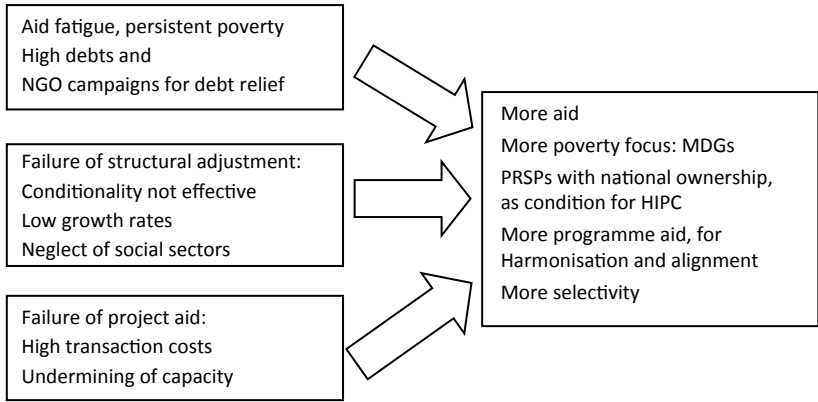 Aid fatigue, persistent poverty
High debts and
NGO campaigns for debt relief
Failure of structural adjustment:
Conditionality not effective
Low growth rates
Neglect of social sectors
Failure of project aid:
High transaction costs
Undermining of capacity
More aid
More poverty focus: MDGs
PRSPs with national ownership,
as condition for HIPC
More programme aid, for
Harmonisation and alignment
More selectivity